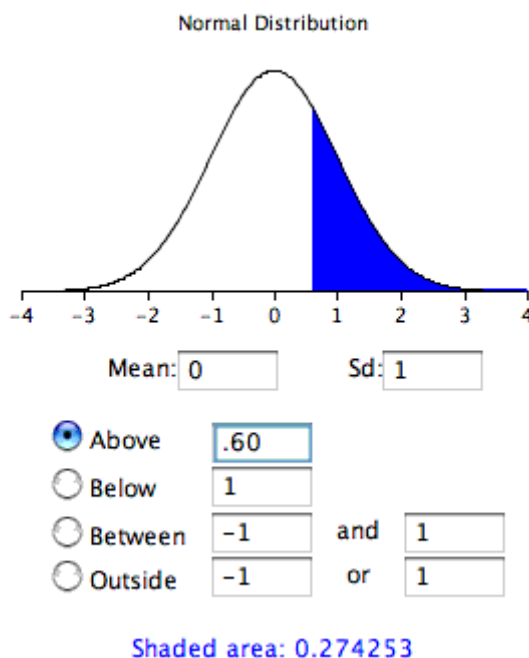 Normal Distribution
-4 -3 -2 -1 0 1 2 3 4
Mean: 0 Sd: 1
Above .60
Below 1
Between -1 and 1
Outside -1 or 1
Shaded area: 0.274253